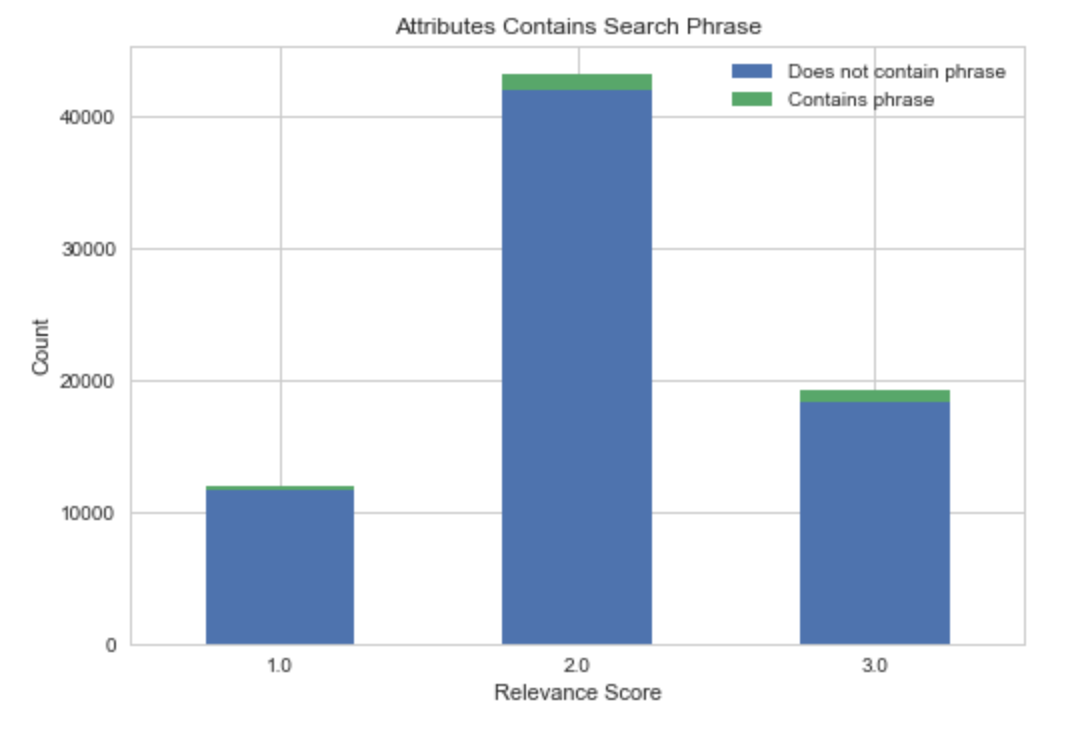 Attributes Contains Search Phrase
Does not contain phrase
Contains phrase
40000
30000
20000
10000
0
Count
1.0
2.0
3.0
Relevance Score